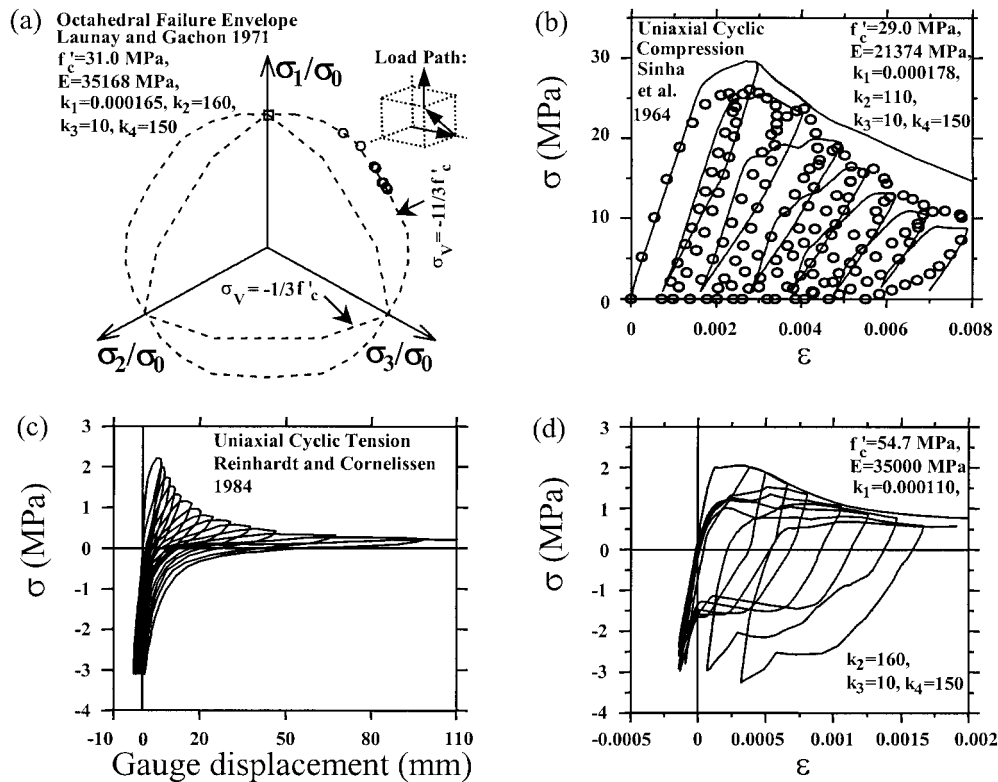 (a)
Octahedral Failure Envelope
Launay and Gachon 1971
f'c=31.0 MPa,
E=35168 MPa,
k1=0.000165, k2=160,
k3=10, k4=150
σ1/σ0
Load Path:
σV = -11/3f'c
σV = -1/3f'c
σ2/σ0
σ3/σ0
(b)
Uniaxial Cyclic
Compression
Sinha
et al.
1964
f'c=29.0 MPa,
E=21374 MPa,
k1=0.000178,
k2=110,
k3=10, k4=150
σ (MPa)
30
20
10
0
0
0.002
0.004
0.006
0.008
ε
(c)
Uniaxial Cyclic Tension
Reinhardt and Cornelissen
1984
σ (MPa)
3
2
1
0
-1
-2
-3
-4
-10
0
20
40
60
80
110
Gauge displacement (mm)
(d)
f'c=54.7 MPa,
E=35000 MPa
k1=0.000110,
k2=160,
k3=10, k4=150
σ (MPa)
3
2
1
0
-1
-2
-3
-4
-0.0005
0
0.0005
0.001
0.0015
0.002
ε